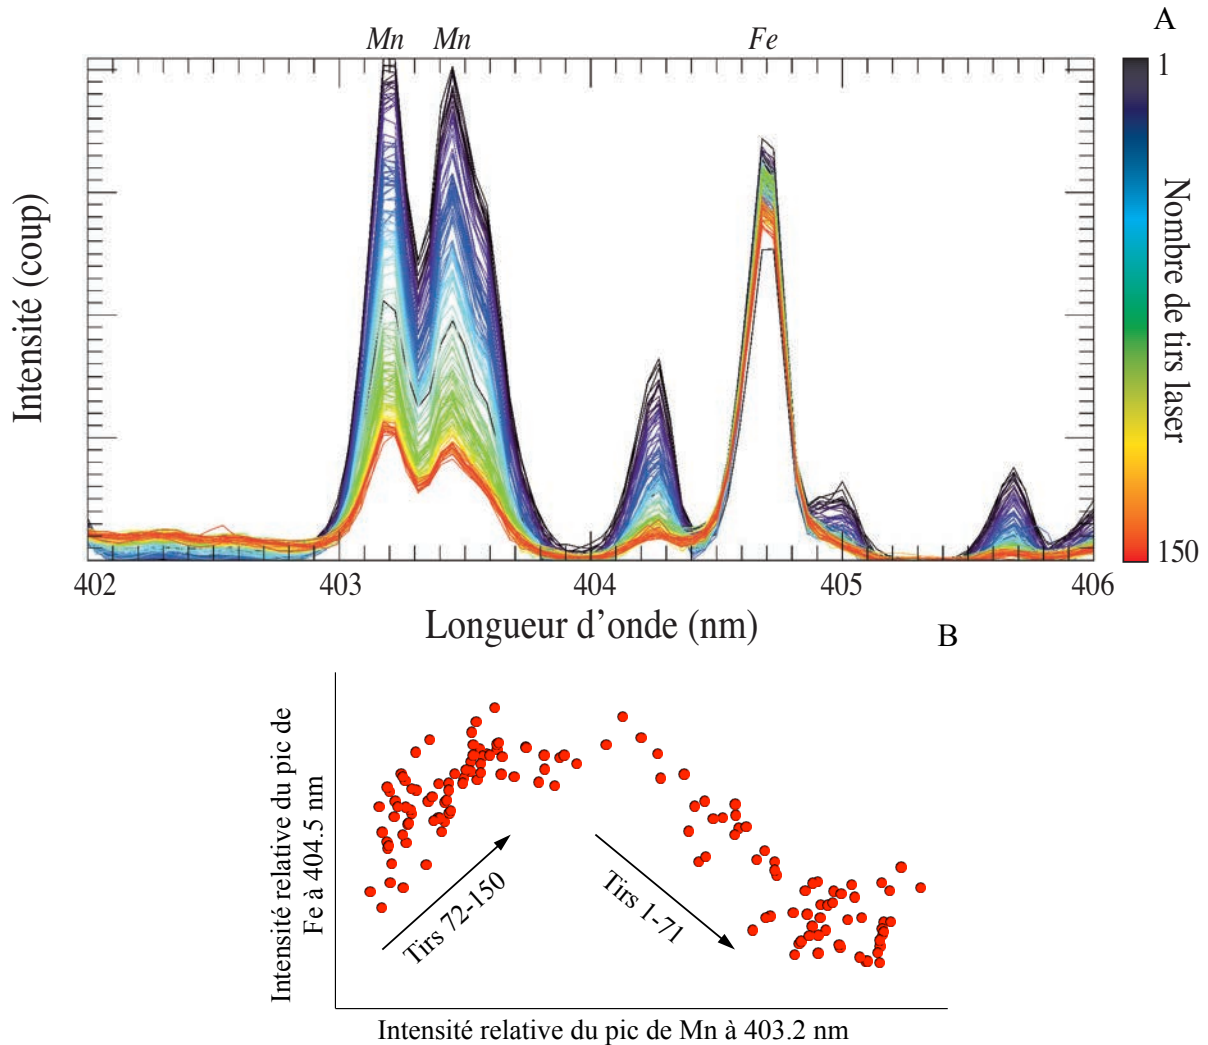 A
Mn Mn Fe
1
Intensité (coup)
Nombre de tirs laser
150
402 403 404 405 406
Longueur d’onde (nm)
B
Intensité relative du pic de
Fe à 404.5 nm
Tirs 72-150
Tirs 1-71
Intensité relative du pic de Mn à 403.2 nm